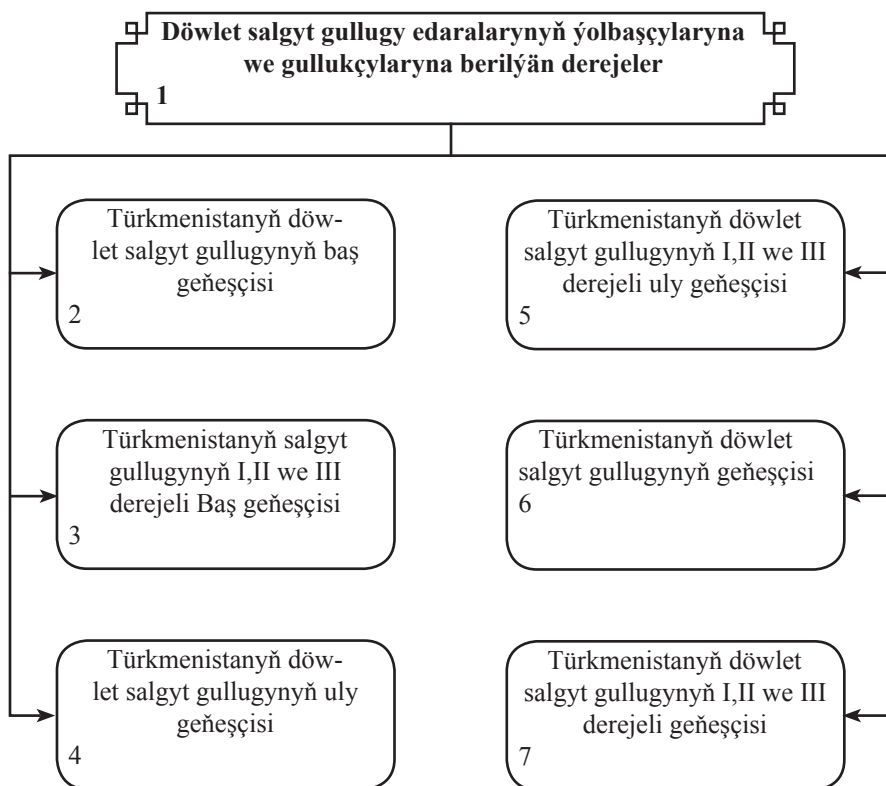 Döwlet salgyt gullugy edaralarynyň ýolbaşçylaryna
we gullukçylaryna berilýän derejeler
1
Türkmenistanyň döw-
let salgyt gullugynyň baş
geňeşçisi
2
Türkmenistanyň salgyt
gullugynyň I,II we III
derejeli Baş geňeşçisi
3
Türkmenistanyň döw-
let salgyt gullugynyň uly
geňeşçisi
4
Türkmenistanyň döwlet
salgyt gullugynyň I,II we III
derejeli uly geňeşçisi
5
Türkmenistanyň döwlet
salgyt gullugynyň geňeşçisi
6
Türkmenistanyň döwlet
salgyt gullugynyň I,II we III
derejeli geňeşçisi
7